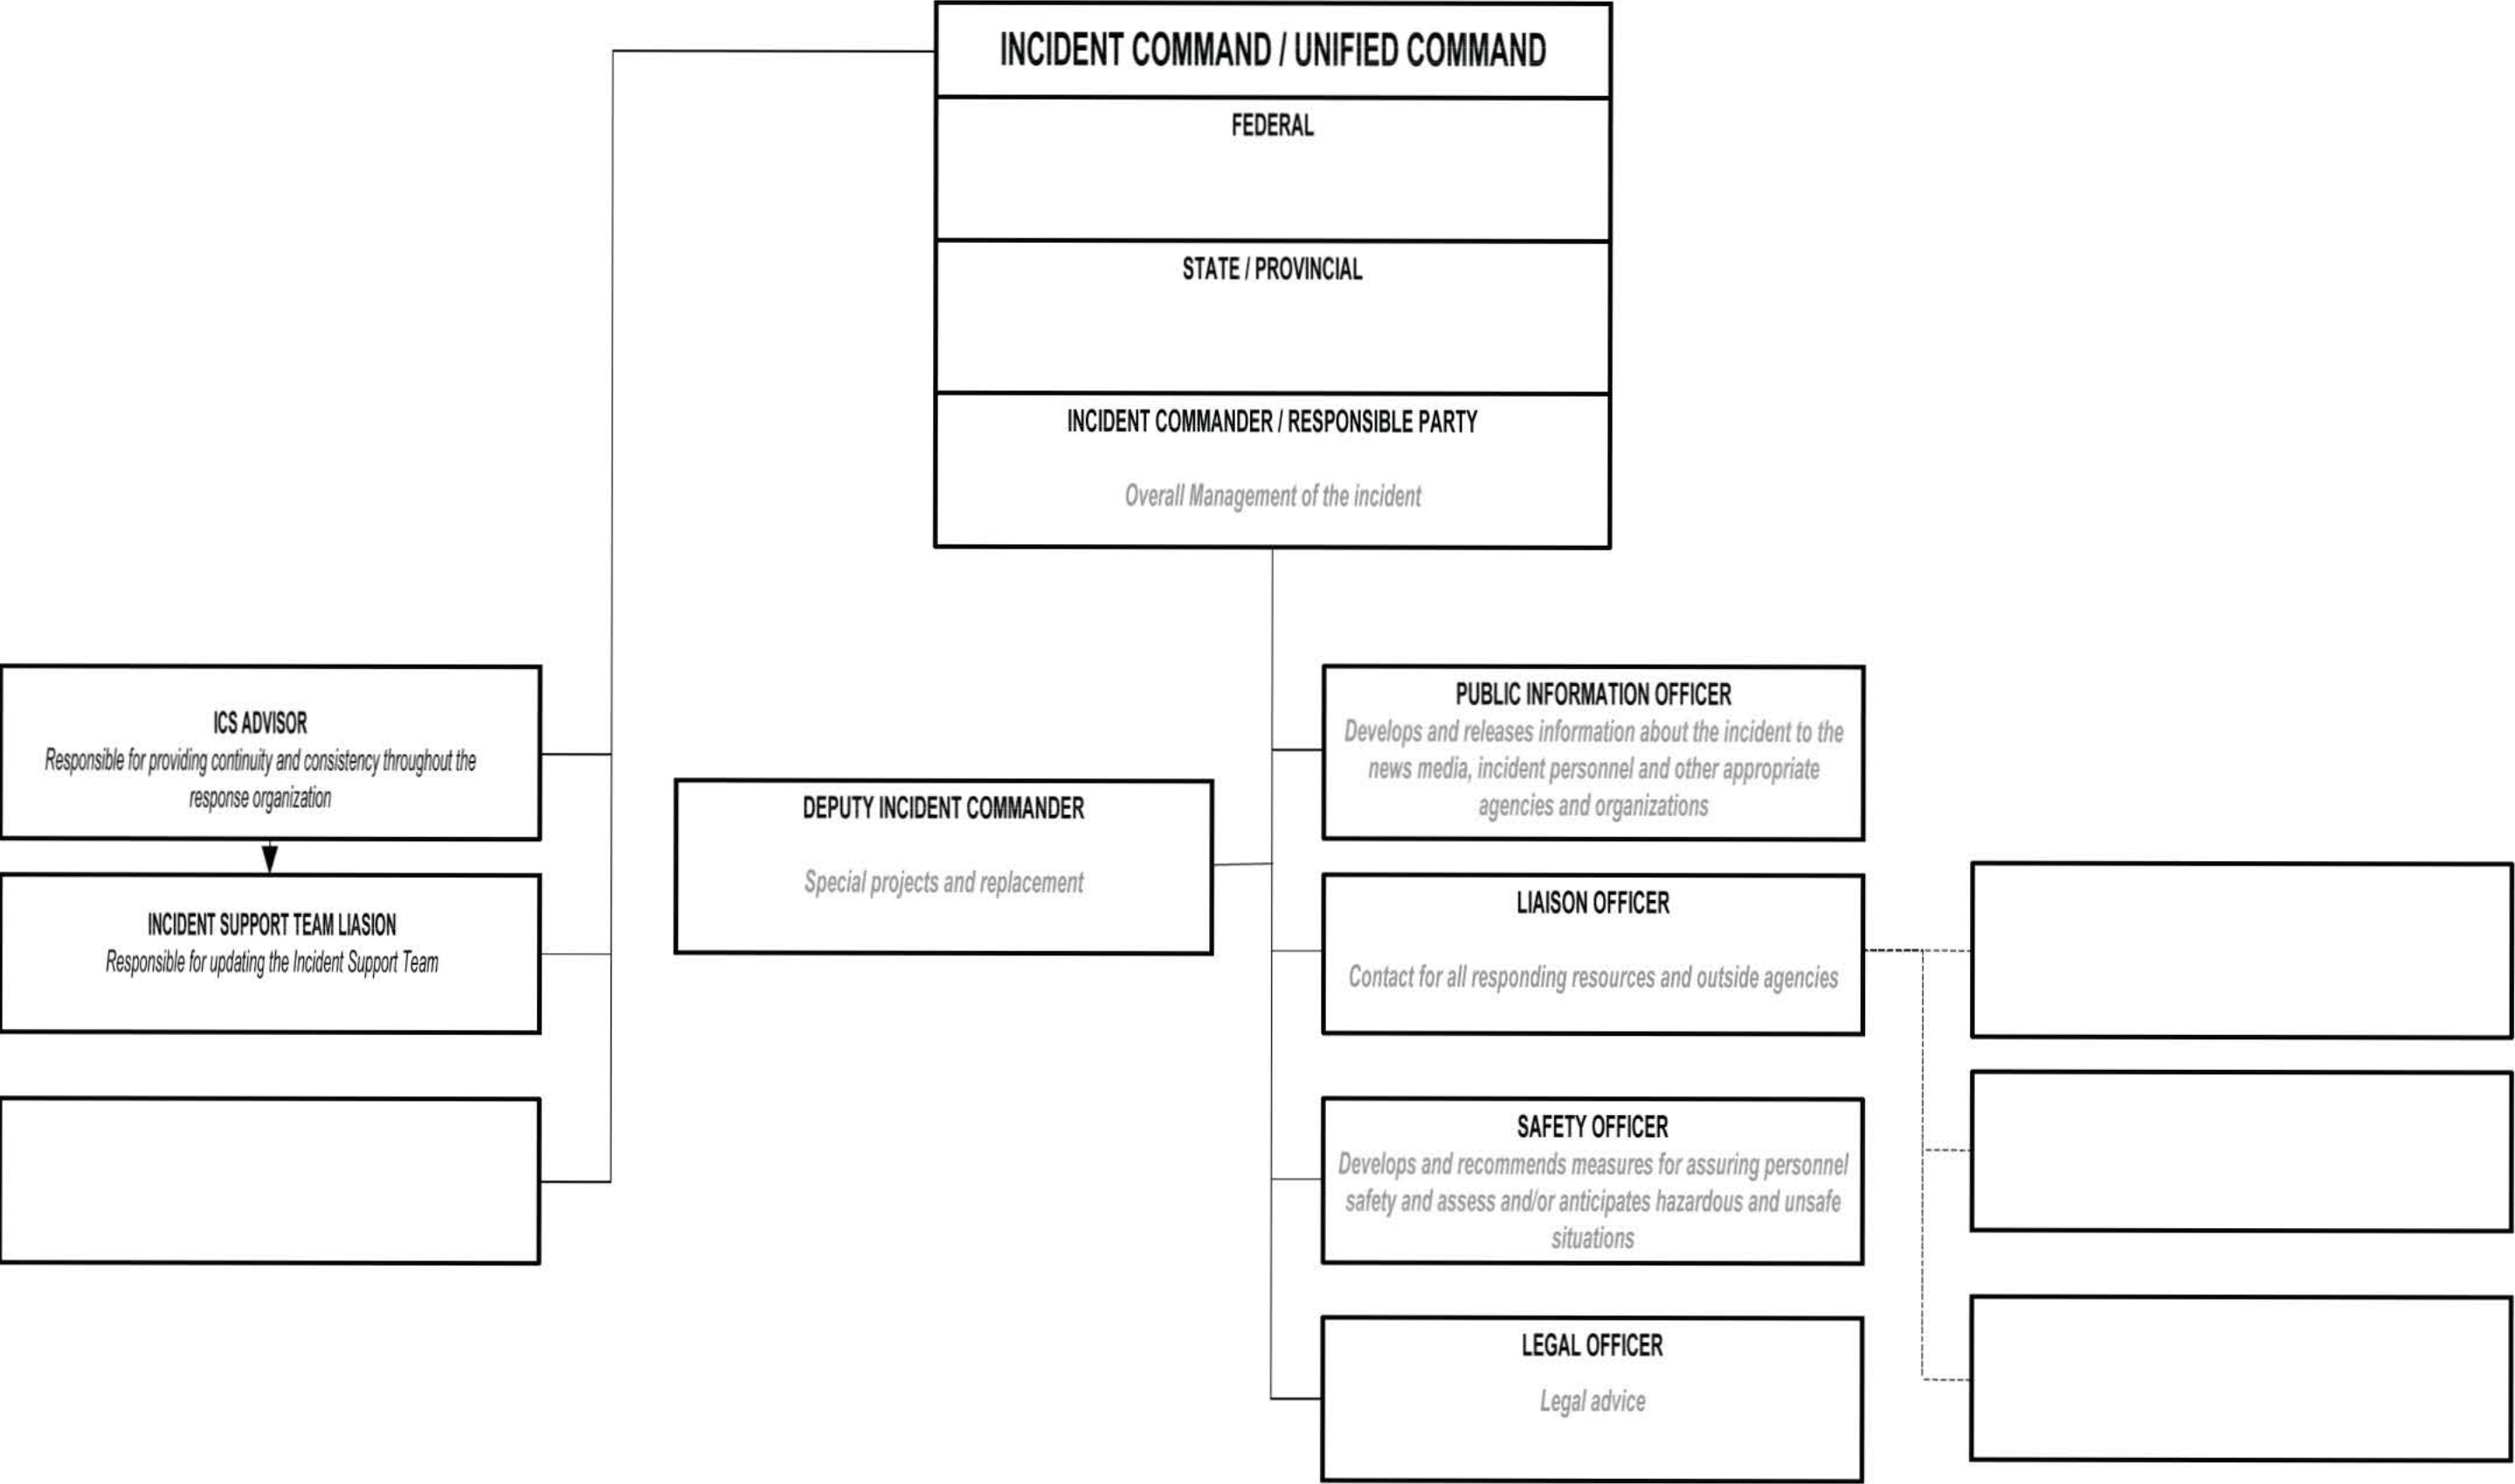 INCIDENT COMMAND / UNIFIED COMMAND
FEDERAL
STATE / PROVINCIAL
INCIDENT COMMANDER / RESPONSIBLE PARTY
Overall Management of the incident
ICS ADVISOR
Responsible for providing continuity and consistency throughout the
response organization
INCIDENT SUPPORT TEAM LIASION
Responsible for updating the Incident Support Team
DEPUTY INCIDENT COMMANDER
Special projects and replacement
PUBLIC INFORMATION OFFICER
Develops and releases information about the incident to the
news media, incident personnel and other appropriate
agencies and organizations
LIAISON OFFICER
Contact for all responding resources and outside agencies
SAFETY OFFICER
Develops and recommends measures for assuring personnel
safety and assess and/or anticipates hazardous and unsafe
situations
LEGAL OFFICER
Legal advice